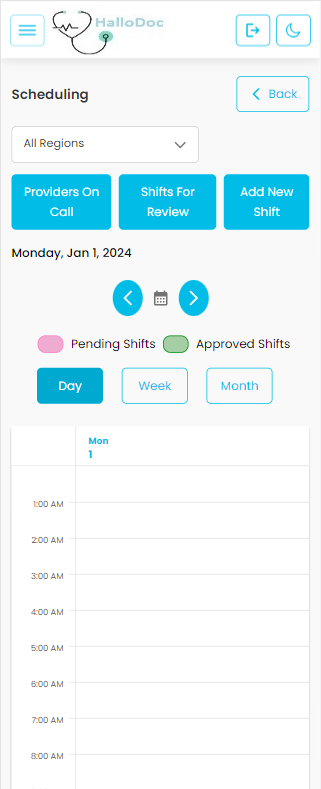 HalloDoc
Scheduling
Back
All Regions
Providers On
Call
Shifts For
Review
Add New
Shift
Monday, Jan 1, 2024
Pending Shifts
Approved Shifts
Day
Week
Month
Mon
1
1:00 AM
2:00 AM
3:00 AM
4:00 AM
5:00 AM
6:00 AM
7:00 AM
8:00 AM